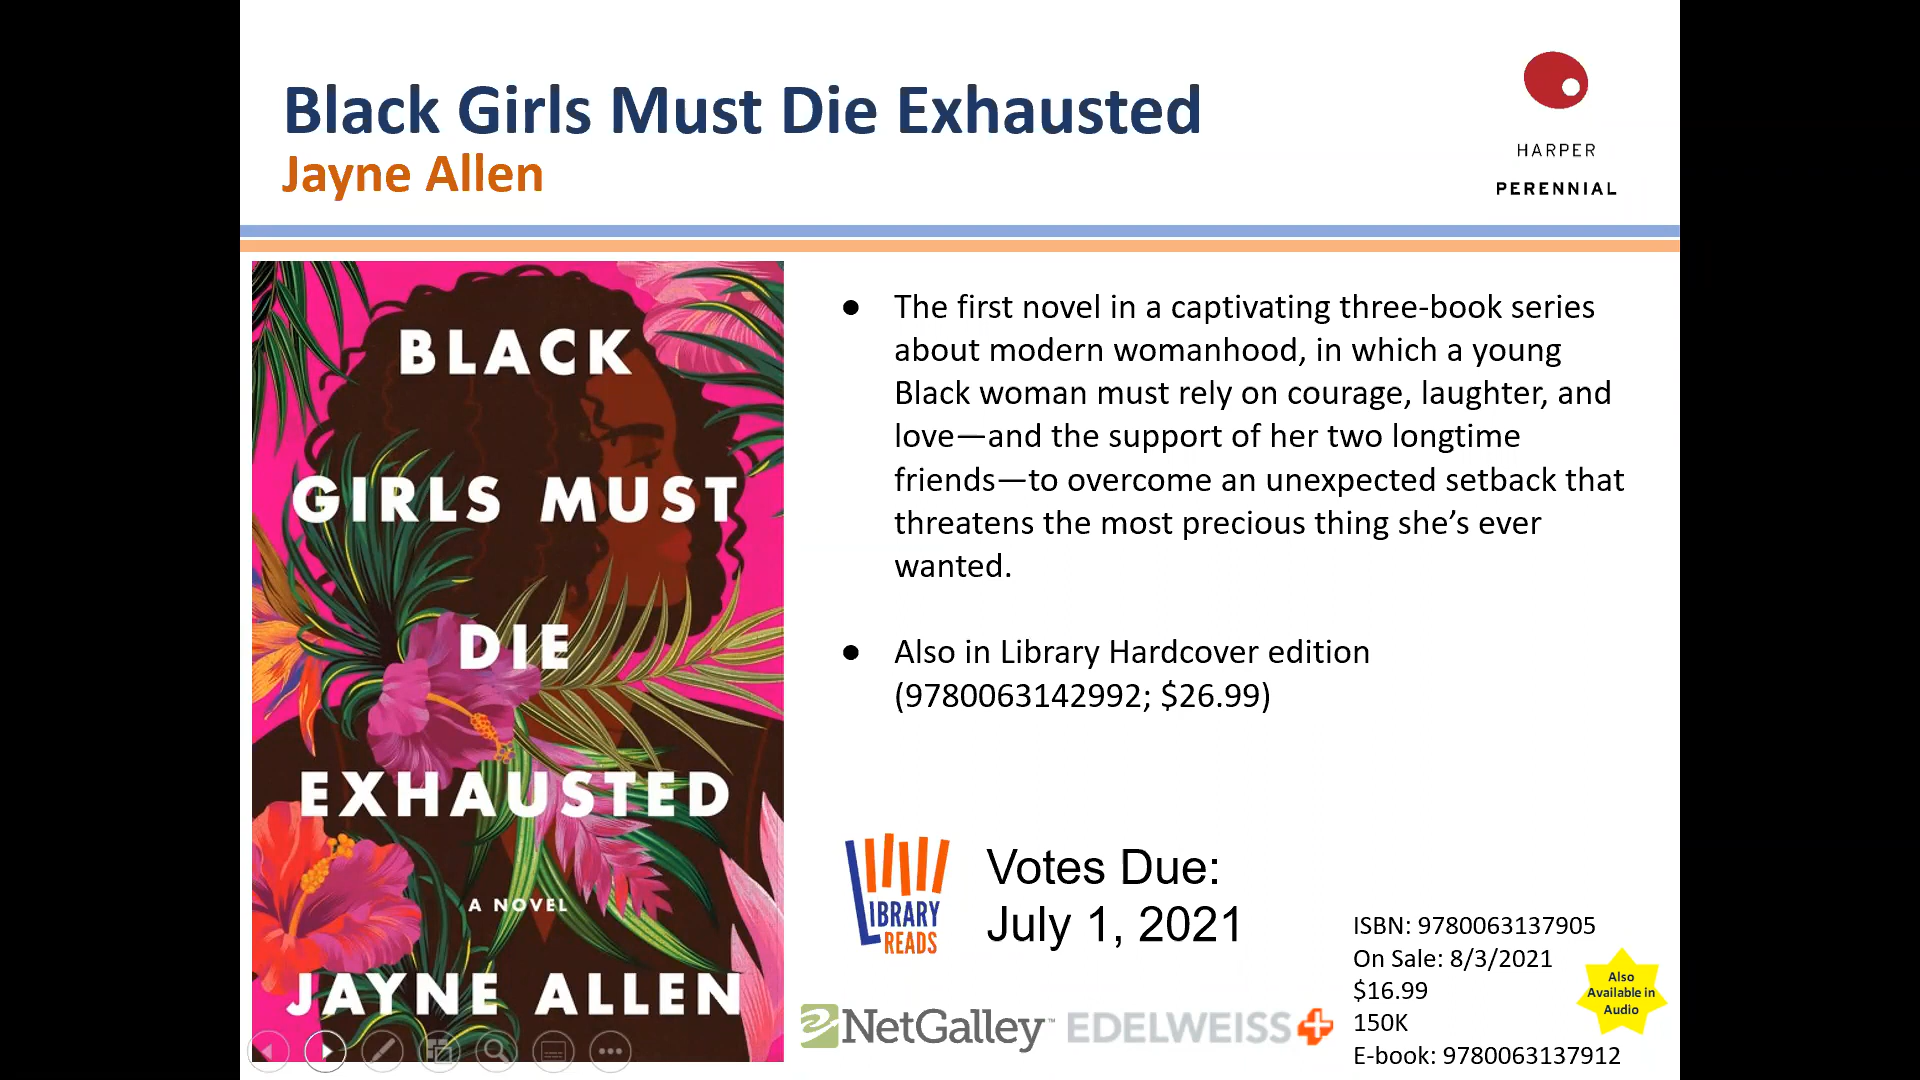 Black Girls Must Die Exhausted
Jayne Allen
HARPER
PERENNIAL
BLACK
GIRLS MUST
DIE
EXHAUSTED
A NOVEL
JAYNE ALLEN
● The first novel in a captivating three-book series
about modern womanhood, in which a young
Black woman must rely on courage, laughter, and
love—and the support of her two longtime
friends—to overcome an unexpected setback that
threatens the most precious thing she’s ever
wanted.
● Also in Library Hardcover edition
(9780063142992; $26.99)
LIBRARY
READS
Votes Due:
July 1, 2021
NetGalley™
EDELWEISS+
ISBN: 9780063137905
On Sale: 8/3/2021
$16.99
150K
E-book: 9780063137912
Also
Available in
Audio